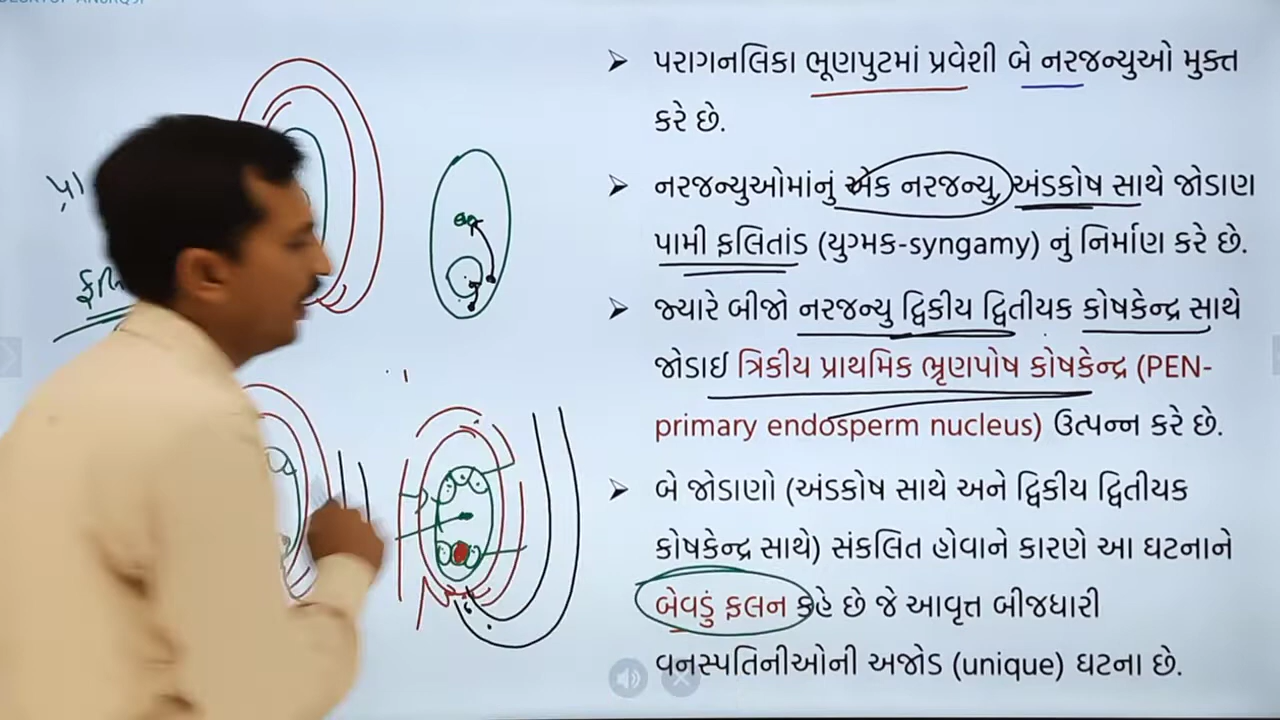 પરાગનલિકા ભૂણપુટમાં પ્રવેશી બે નરજન્યુઓ મુક્ત
કરે છે.
નરજન્યુઓમાંનું એક નરજન્યુ, અંડકોષ સાથે જોડાણ
પામી ફલિતાંડ (યુગ્મક-syngamy) નું નિર્માણ કરે છે.
જ્યારે બીજો નરજન્યુ દ્વિકીય દ્વિતીયક કોષકેન્દ્ર સાથે
જોડાઈ ત્રિકીય પ્રાથમિક ભ્રૃણપોષ કોષકેન્દ્ર (PEN-
primary endosperm nucleus) ઉત્પન્ન કરે છે.
બે જોડાણો (અંડકોષ સાથે અને દ્વિકીય દ્વિતીયક
કોષકેન્દ્ર સાથે) સંકલિત હોવાને કારણે આ ઘટનાને
બેવડું ફલન કહે છે જે આવૃત્ત બીજધારી
વનસ્પતિનીઓની અજોડ (unique) ઘટના છે.